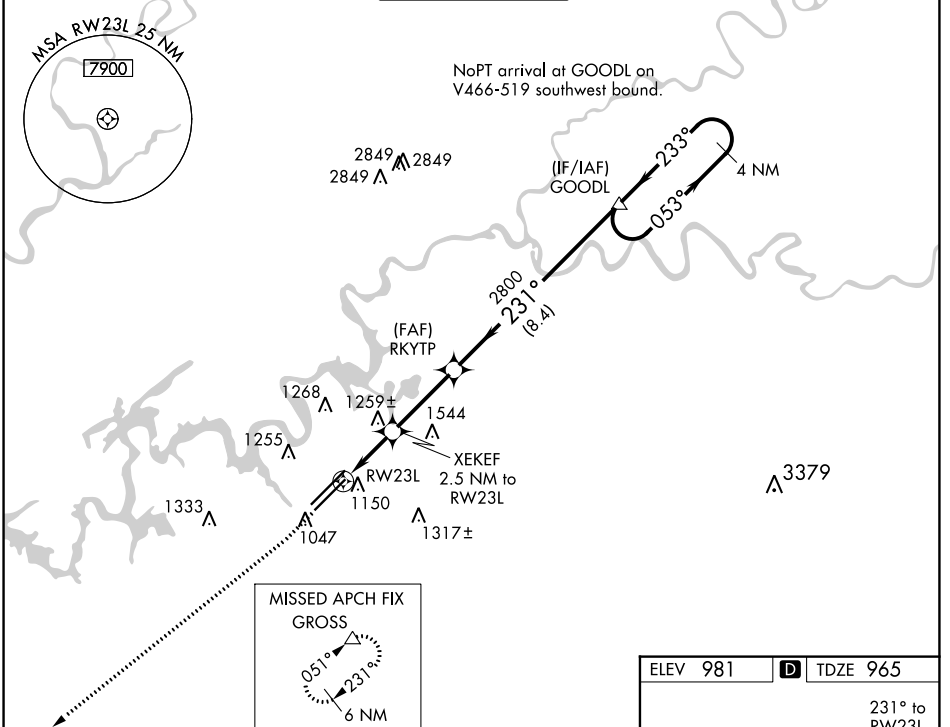 MSA RW23L 25 NM
7900
NoPT arrival at GOODL on
V466-519 southwest bound.
2849
2849
2849
(IF/IAF)
GOODL
233°
053°
4 NM
2800
231°
(8.4)
(FAF)
RKYTP
1268
1259±
1544
1255
XEKEF
2.5 NM to
RW23L
RW23L
1150
3379
1333
1047
1317±
MISSED APCH FIX
GROSS
051°
231°
6 NM
ELEV 981
D
TDZE 965
231° to
RW23L